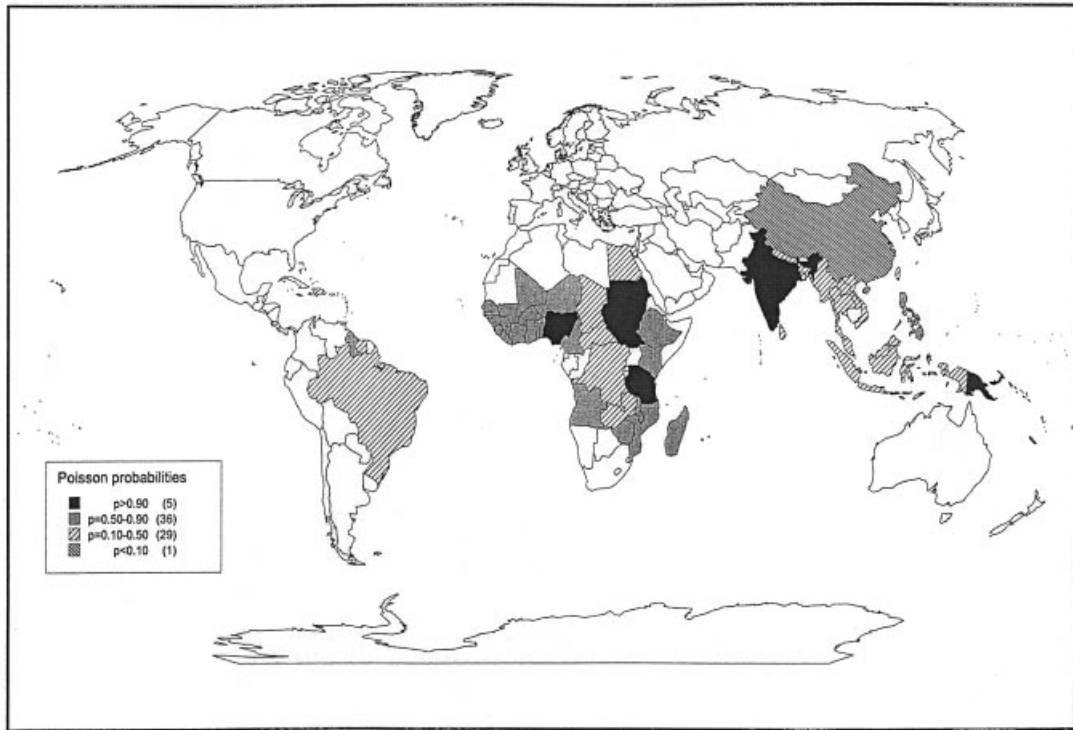 Poisson probabilities
p>0.90 (5)
p=0.50-0.90 (36)
p=0.10-0.50 (29)
p<0.10 (1)